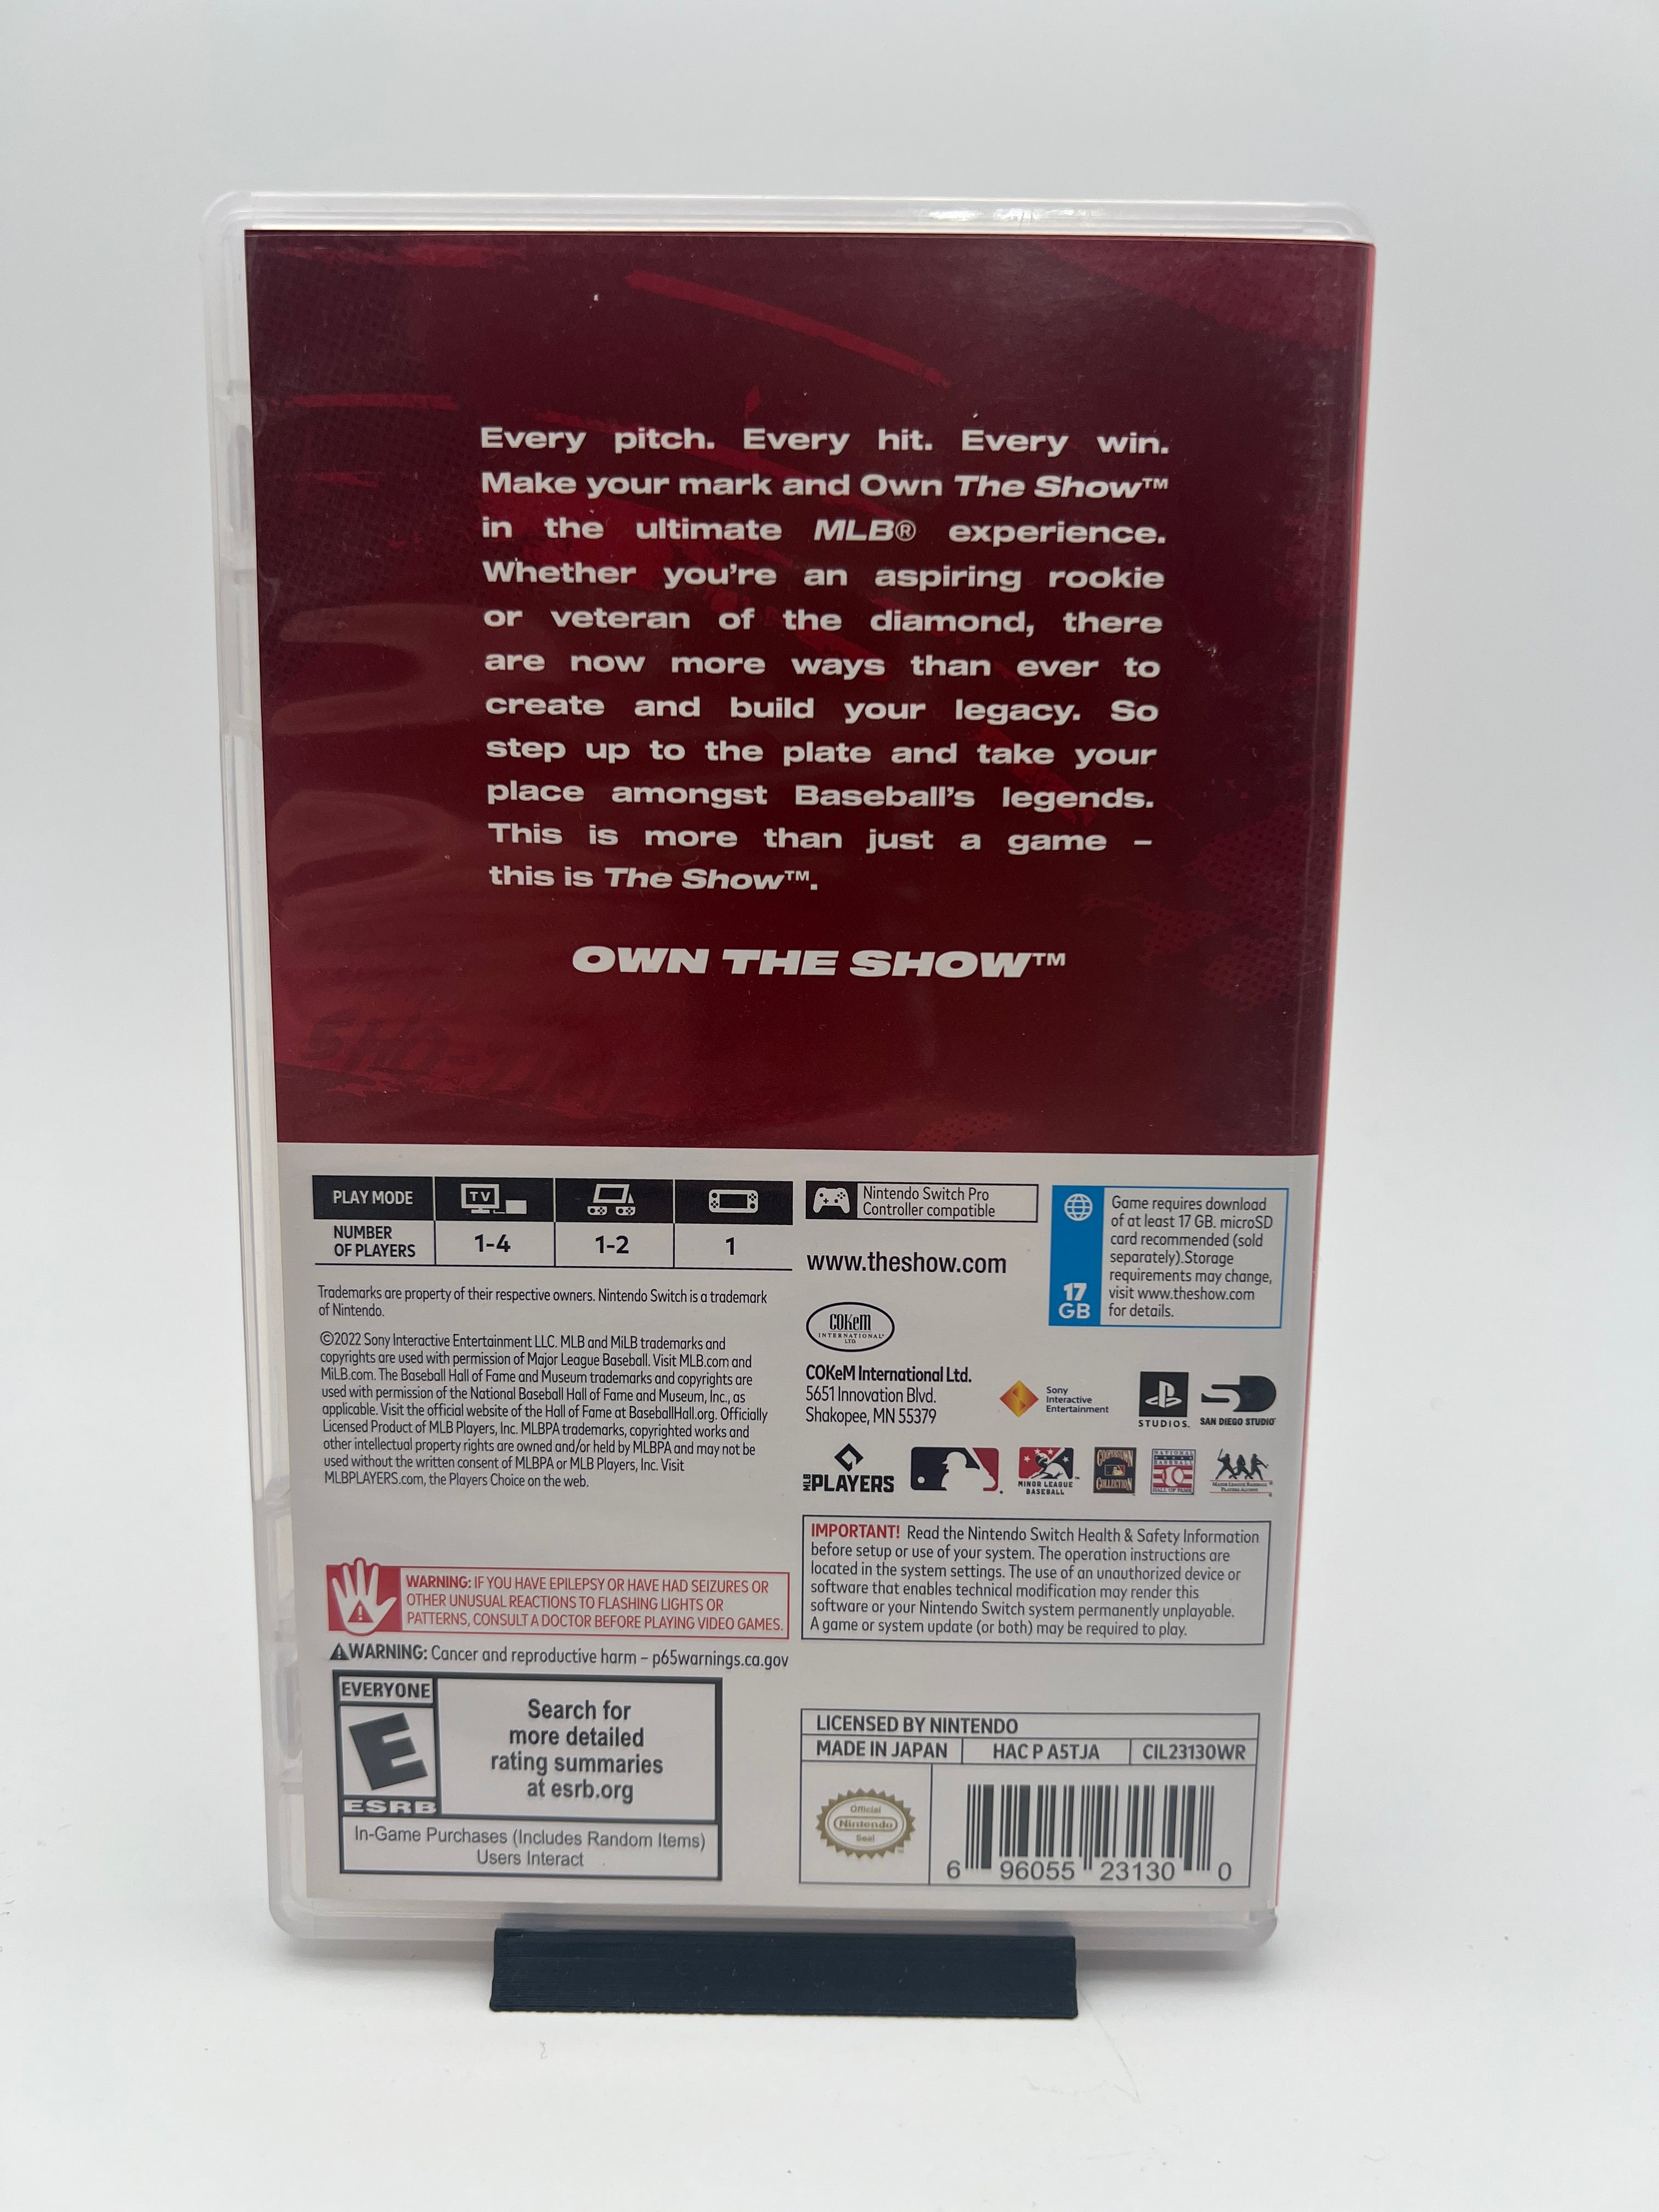 Every pitch. Every hit. Every win.
Make your mark and Own The Show™
in the ultimate MLB® experience.
Whether you're an aspiring rookie
or veteran of the diamond, there
are now more ways than ever to
create and build your legacy. So
step up to the plate and take your
place amongst Baseball's legends.
This is more than just a game –
this is The Show™.
OWN THE SHOW™
PLAY MODE
TV
NUMBER
OF PLAYERS
1-4
1-2
1
Nintendo Switch Pro
Controller compatible
www.theshow.com
17
GB
Game requires download
of at least 17 GB. microSD
card recommended (sold
separately).Storage
requirements may change,
visit www.theshow.com
for details.
Trademarks are property of their respective owners. Nintendo Switch is a trademark
of Nintendo.
©2022 Sony Interactive Entertainment LLC. MLB and MiLB trademarks and
copyrights are used with permission of Major League Baseball. Visit MLB.com and
MiLB.com. The Baseball Hall of Fame and Museum trademarks and copyrights are
used with permission of the National Baseball Hall of Fame and Museum, Inc., as
applicable. Visit the official website of the Hall of Fame at BaseballHall.org. Officially
Licensed Product of MLB Players, Inc. MLBPA trademarks, copyrighted works and
other intellectual property rights are owned and/or held by MLBPA and may not be
used without the written consent of MLBPA or MLB Players, Inc. Visit
MLBPLAYERS.com, the Players Choice on the web.
COKeM
INTERNATIONAL
LTD.
COKeM International Ltd.
5651 Innovation Blvd.
Shakopee, MN 55379
Sony
Interactive
Entertainment
STUDIOS.
SAN DIEGO STUDIO
MLB PLAYERS
MINOR LEAGUE
BASEBALL
COOPERSTOWN
COLLECTION
NATIONAL
BASEBALL
HALL OF FAME
MAJOR LEAGUE BASEBALL
PLAYERS ALUMNI
IMPORTANT! Read the Nintendo Switch Health & Safety Information
before setup or use of your system. The operation instructions are
located in the system settings. The use of an unauthorized device or
software that enables technical modification may render this
software or your Nintendo Switch system permanently unplayable.
A game or system update (or both) may be required to play.
WARNING: IF YOU HAVE EPILEPSY OR HAVE HAD SEIZURES OR
OTHER UNUSUAL REACTIONS TO FLASHING LIGHTS OR
PATTERNS, CONSULT A DOCTOR BEFORE PLAYING VIDEO GAMES.
WARNING: Cancer and reproductive harm – p65warnings.ca.gov
EVERYONE
E
ESRB
Search for
more detailed
rating summaries
at esrb.org
In-Game Purchases (Includes Random Items)
Users Interact
LICENSED BY NINTENDO
MADE IN JAPAN
HAC P A5TJA
CIL23130WR
Official
Nintendo
Seal
6 96055 23130 0